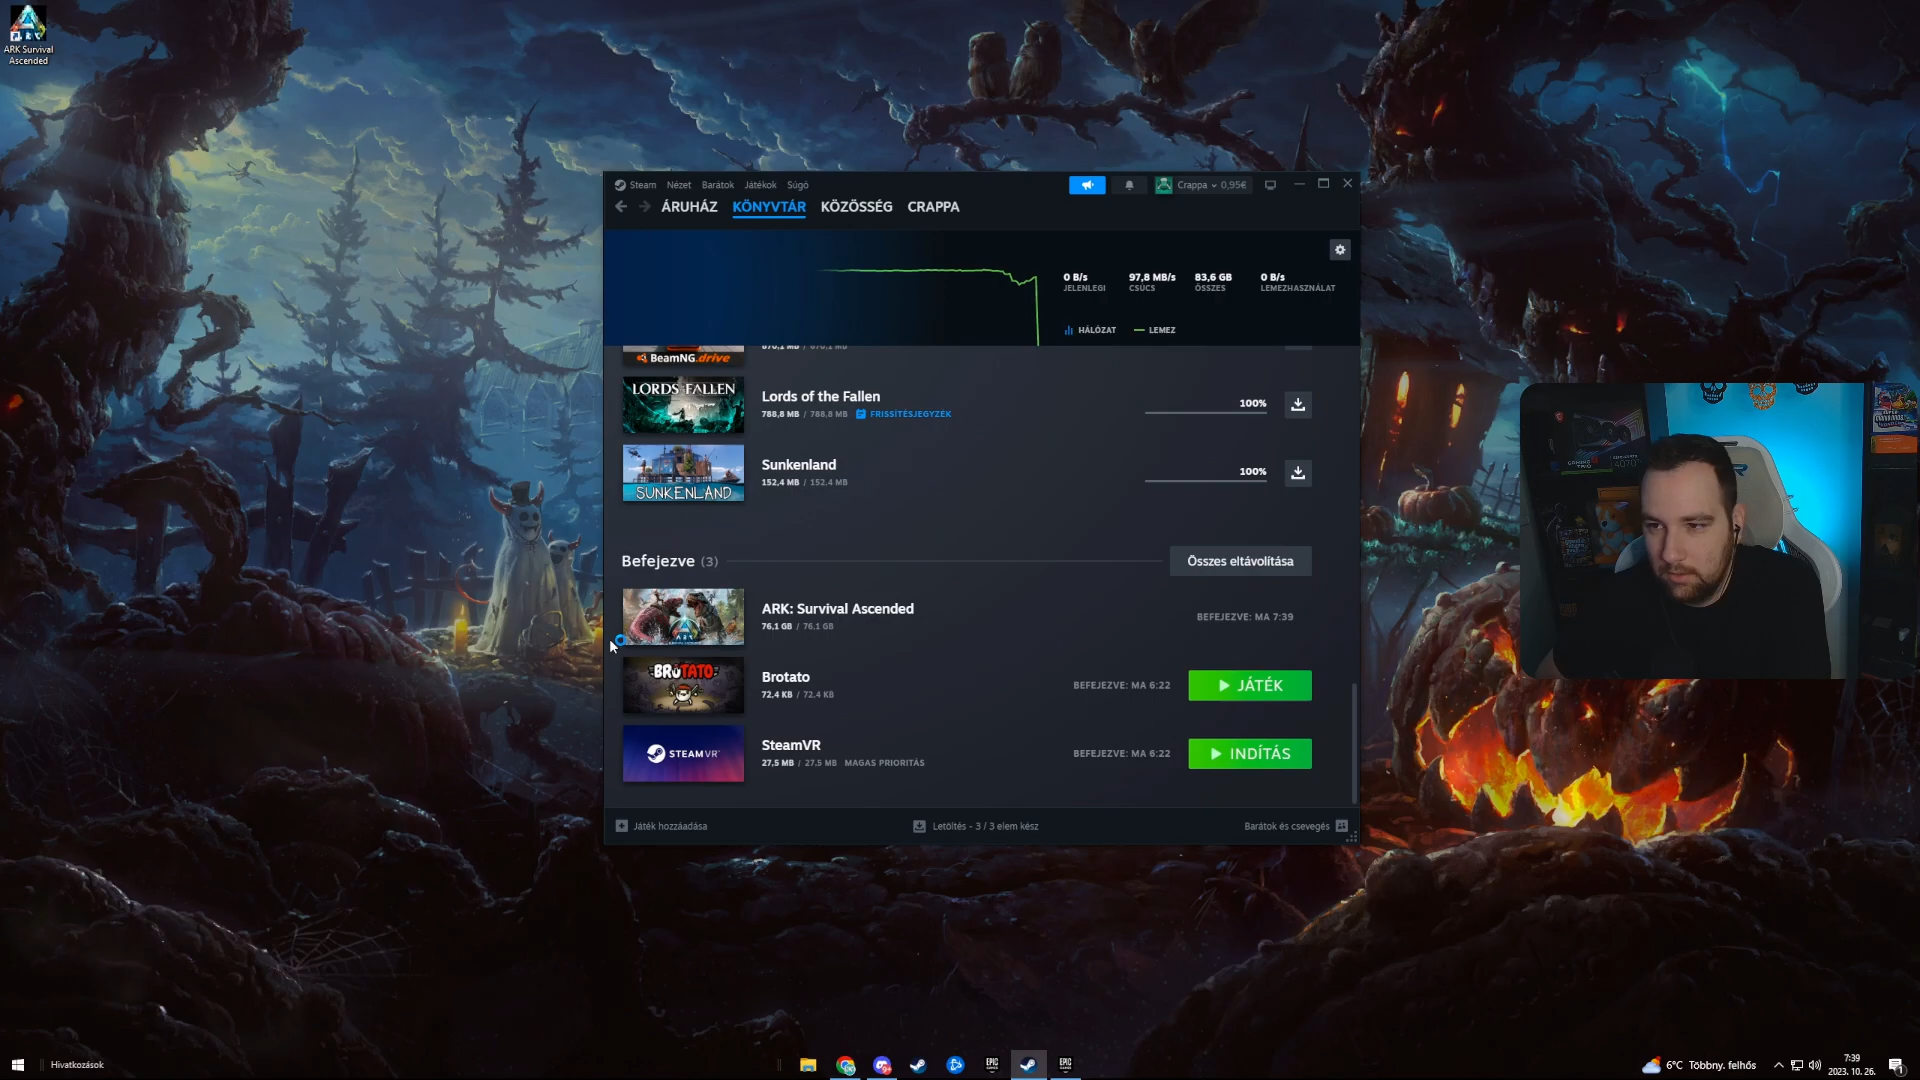 ARK Survival
Ascended
Steam Nézet Barátok Játékok Súgó
Crappa 0,95€
ÁRUHÁZ KÖNYVTÁR KÖZÖSSÉG CRAPPA
0 B/s 97,8 MB/s 83,6 GB 0 B/s
JELENLEGI CSÚCS ÖSSZES LEMEZHASZNÁLAT
HÁLÓZAT LEMEZ
BeamNG.drive
LORDS OF THE FALLEN
Lords of the Fallen
788,8 MB / 788,8 MB FRISSÍTÉSJEGYZÉK
100%
SUNKENLAND
Sunkenland
152,4 MB / 152,4 MB
100%
Befejezve (3)
Összes eltávolítása
ARK
ARK: Survival Ascended
76,1 GB / 76,1 GB
BEFEJEZVE: MA 7:39
BROTATO
Brotato
72,4 KB / 72,4 KB
BEFEJEZVE: MA 6:22
JÁTÉK
STEAMVR
SteamVR
27,5 MB / 27,5 MB MAGAS PRIORITÁS
BEFEJEZVE: MA 6:22
INDÍTÁS
Játék hozzáadása
Letöltés - 3 / 3 elem kész
Barátok és csevegés
Hivatkozások
EPIC
EPIC
6°C Többny. felhős
7:39
2023. 10. 26.